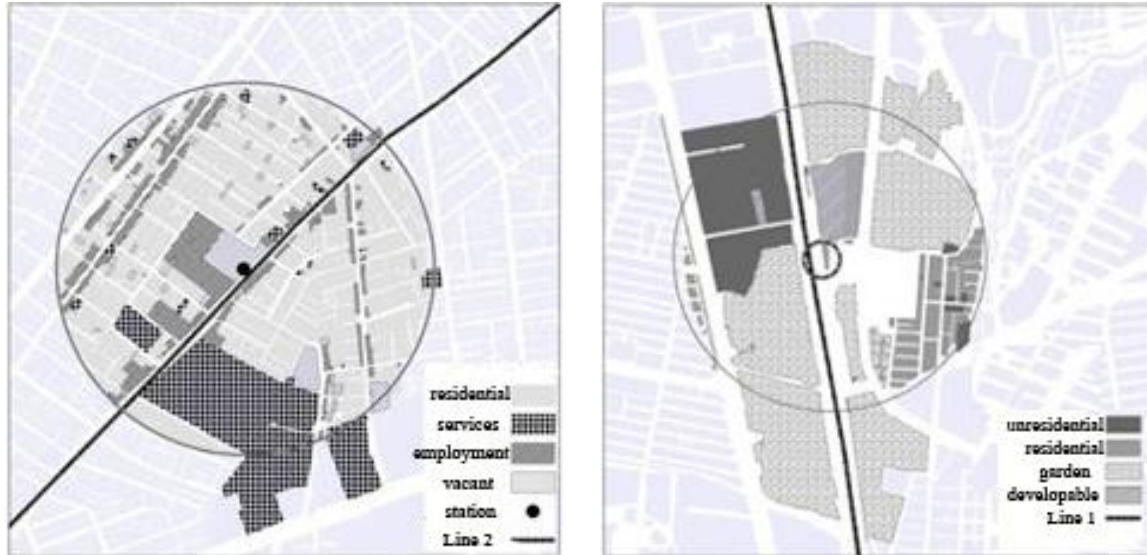 residential
services
employment
vacant
station
Line 2
unresidential
residential
garden
developable
Line 1